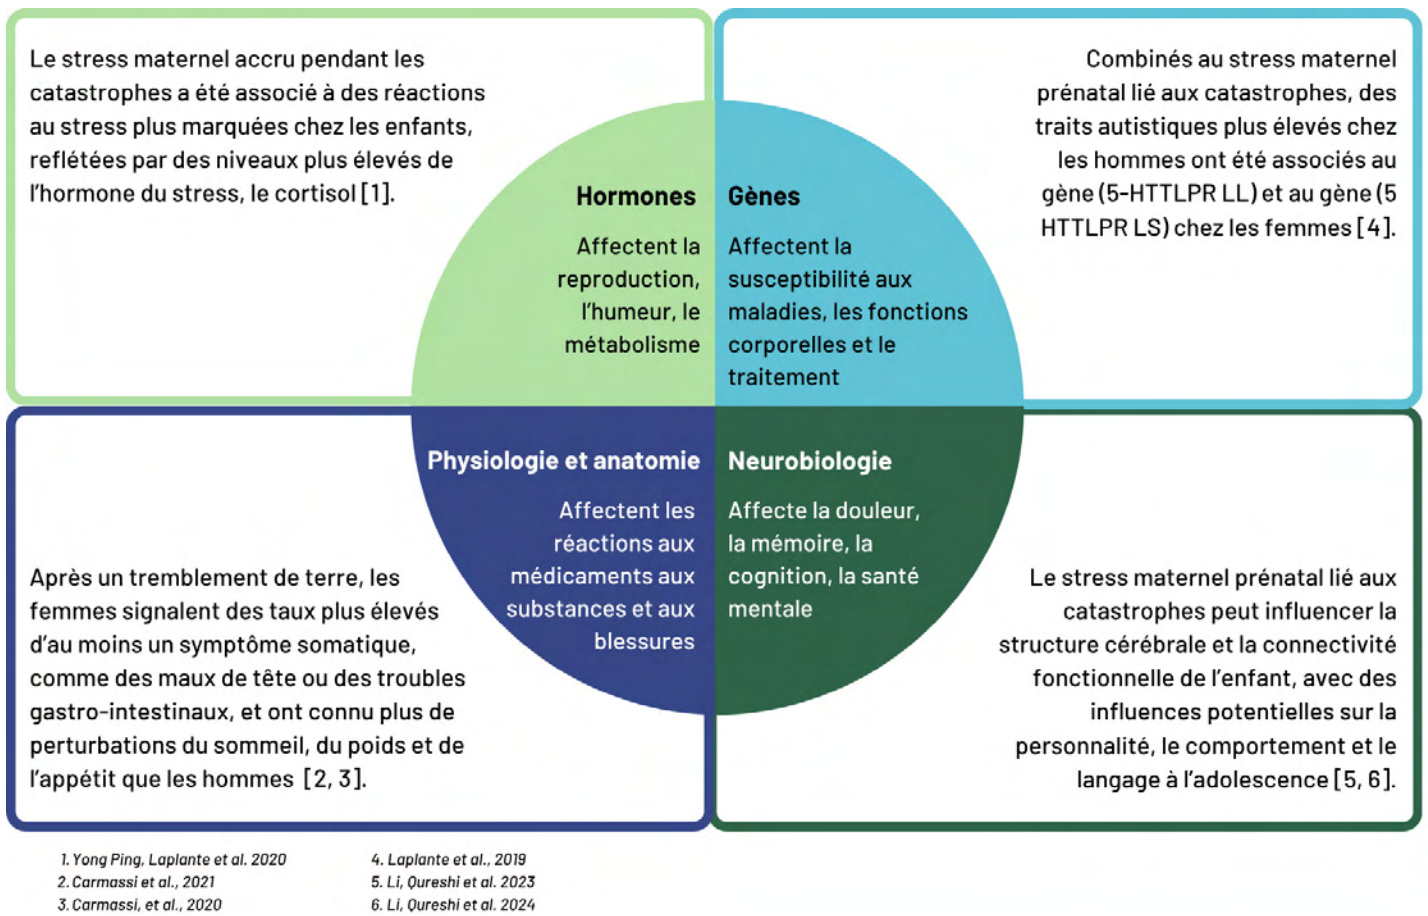 Le stress maternel accru pendant les
catastrophes a été associé à des réactions
au stress plus marquées chez les enfants,
reflétées par des niveaux plus élevés de
l'hormone du stress, le cortisol [1].
Combinés au stress maternel
prénatal lié aux catastrophes, des
traits autistiques plus élevés chez
les hommes ont été associés au
gène (5-HTTLPR LL) et au gène (5
HTTLPR LS) chez les femmes [4].
Hormones
Affectent la
reproduction,
l'humeur, le
métabolisme
Gènes
Affectent la
susceptibilité aux
maladies, les fonctions
corporelles et le
traitement
Physiologie et anatomie
Affectent les
réactions aux
médicaments aux
substances et aux
blessures
Neurobiologie
Affecte la douleur,
la mémoire, la
cognition, la santé
mentale
Après un tremblement de terre, les
femmes signalent des taux plus élevés
d'au moins un symptôme somatique,
comme des maux de tête ou des troubles
gastro-intestinaux, et ont connu plus de
perturbations du sommeil, du poids et de
l'appétit que les hommes [2, 3].
Le stress maternel prénatal lié aux
catastrophes peut influencer la
structure cérébrale et la connectivité
fonctionnelle de l'enfant, avec des
influences potentielles sur la
personnalité, le comportement et le
langage à l'adolescence [5, 6].
1. Yong Ping, Laplante et al. 2020
2. Carmassi et al., 2021
3. Carmassi, et al., 2020
4. Laplante et al., 2019
5. Li, Qureshi et al. 2023
6. Li, Qureshi et al. 2024